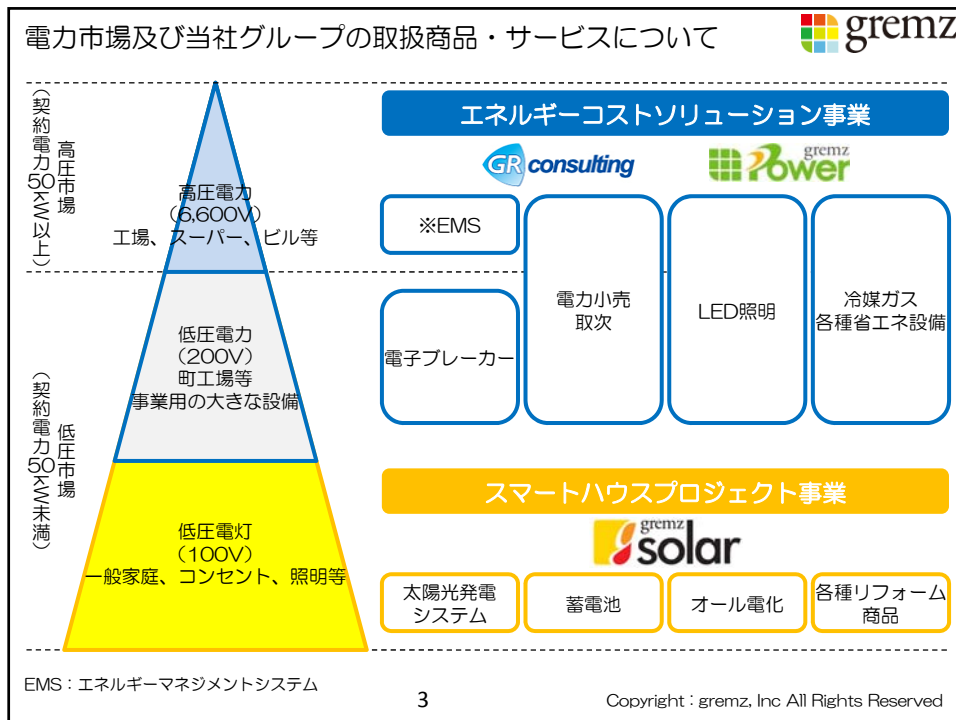 電力市場及び当社グループの取扱商品・サービスについて
gremz
高圧市場
（契約電力50kW以上）
高圧電力
（6,600V）
工場、スーパー、ビル等
低圧市場
（契約電力50kW未満）
低圧電力
（200V）
町工場等
事業用の大きな設備
低圧電灯
（100V）
一般家庭、コンセント、照明等
エネルギーコストソリューション事業
GR consulting
gremz
Power
※EMS
電子ブレーカー
電力小売
取次
LED照明
冷媒ガス
各種省エネ設備
スマートハウスプロジェクト事業
gremz
solar
太陽光発電
システム
蓄電池
オール電化
各種リフォーム
商品
EMS：エネルギーマネジメントシステム
3
Copyright : gremz, Inc All Rights Reserved